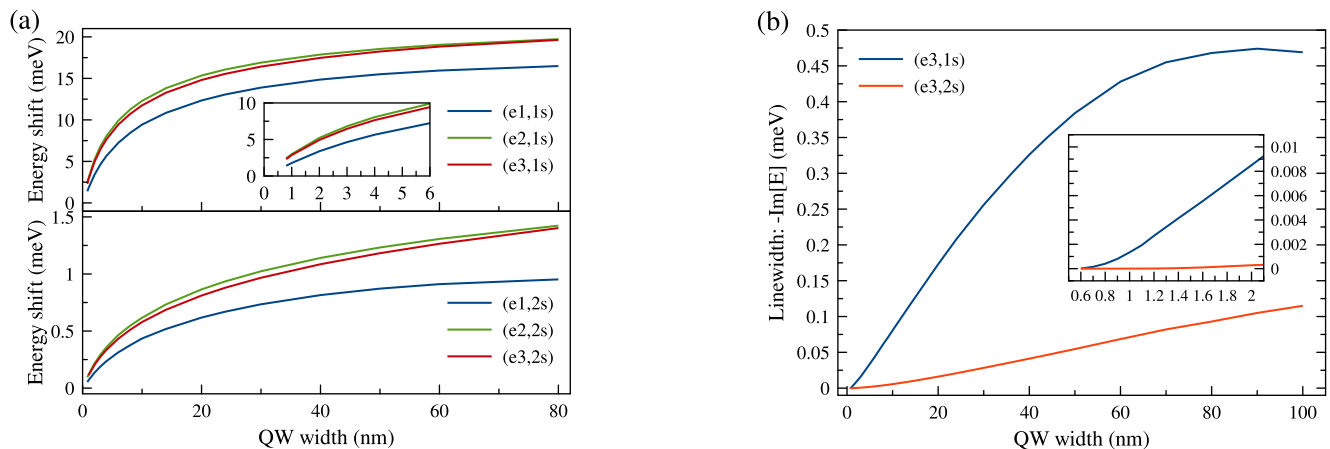 (a)
Energy shift (meV)
20
15
10
5
0
10
5
0
0 1 2 3 4 5 6
(e1,1s)
(e2,1s)
(e3,1s)
Energy shift (meV)
1.5
1
0.5
0
(e1,2s)
(e2,2s)
(e3,2s)
0 20 40 60 80
QW width (nm)
(b)
Linewidth: -Im[E] (meV)
0.5
0.45
0.4
0.35
0.3
0.25
0.2
0.15
0.1
0.05
0
(e3,1s)
(e3,2s)
0.01
0.008
0.006
0.004
0.002
0
0.6 0.8 1 1.2 1.4 1.6 1.8 2
0 20 40 60 80 100
QW width (nm)